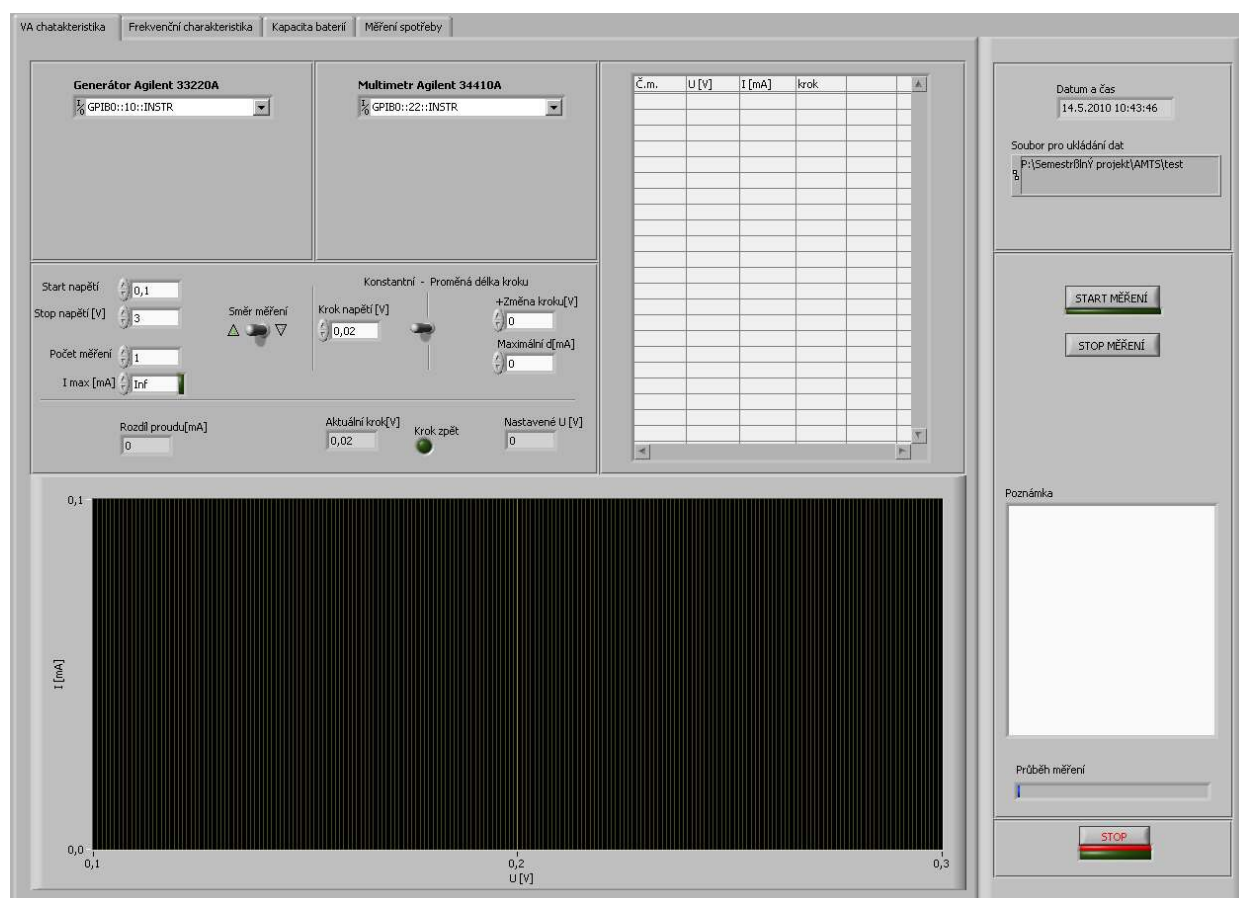 VA chatakteristika
Frekvenční charakteristika
Kapacita baterií
Měření spotřeby
Generátor Agilent 33220A
GPIB0::10::INSTR
Multimetr Agilent 34410A
GPIB0::22::INSTR
Č.m. U [V] I [mA] krok
Start napětí 0,1
Stop napětí [V] 3
Počet měření 1
I max [mA] Inf
Směr měření
Konstantní - Proměná délka kroku
Krok napětí [V]
0,02
+Změna kroku[V]
0
Maximální d[mA]
0
Rozdíl proudu[mA]
0
Aktuální krok[V]
0,02
Krok zpět
Nastavené U [V]
0
0,1
I [mA]
0,0
0,1
0,2
0,3
U [V]
Datum a čas
14.5.2010 10:43:46
Soubor pro ukládání dat
P:\SemestrßlnÝ projekt\AMTS\test
START MĚŘENÍ
STOP MĚŘENÍ
Poznámka
Průběh měření
STOP